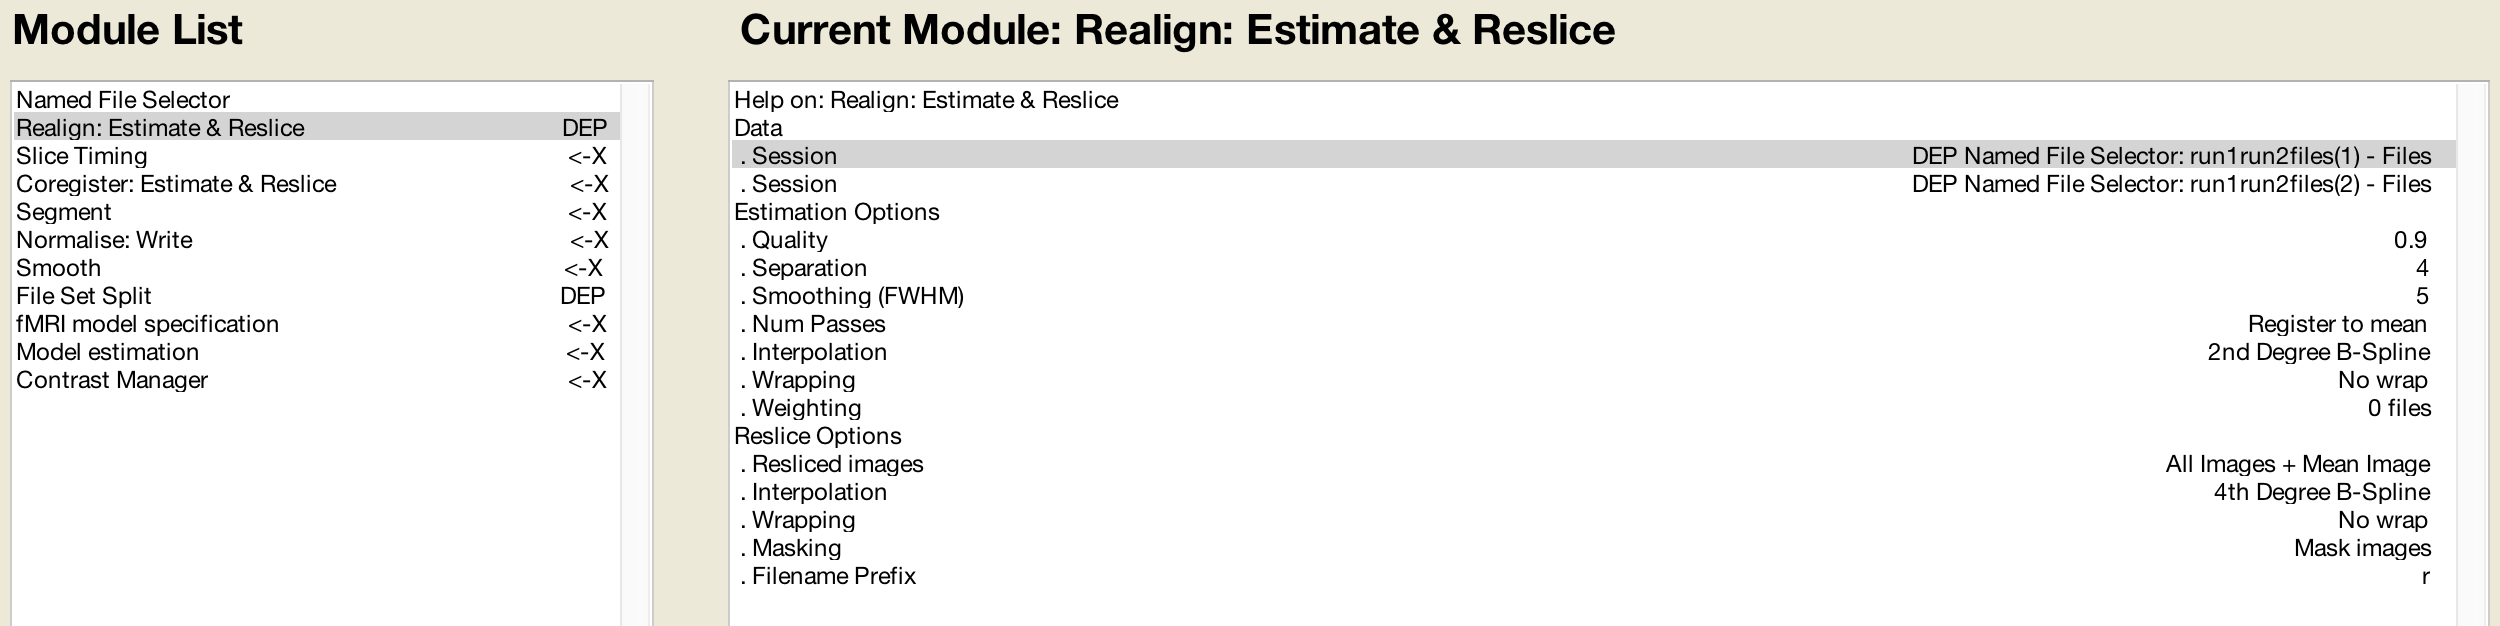 Module List
Named File Selector
Realign: Estimate & Reslice DEP
Slice Timing <-X
Coregister: Estimate & Reslice <-X
Segment <-X
Normalise: Write <-X
Smooth <-X
File Set Split DEP
fMRI model specification <-X
Model estimation <-X
Contrast Manager <-X
Current Module: Realign: Estimate & Reslice
Help on: Realign: Estimate & Reslice
Data
. Session DEP Named File Selector: run1run2files(1) - Files
. Session DEP Named File Selector: run1run2files(2) - Files
Estimation Options
. Quality 0.9
. Separation 4
. Smoothing (FWHM) 5
. Num Passes Register to mean
. Interpolation 2nd Degree B-Spline
. Wrapping No wrap
. Weighting 0 files
Reslice Options
. Resliced images All Images + Mean Image
. Interpolation 4th Degree B-Spline
. Wrapping No wrap
. Masking Mask images
. Filename Prefix r